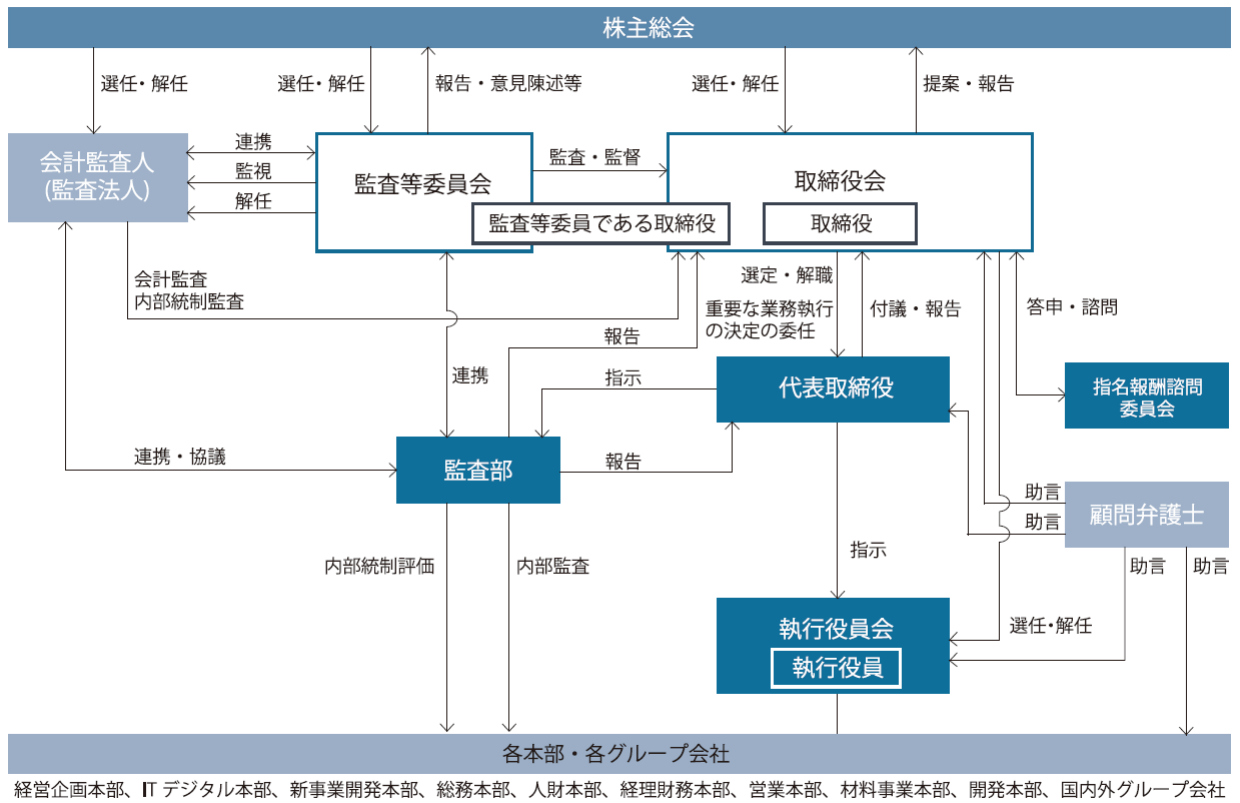 株主総会
選任・解任
選任・解任
報告・意見陳述等
選任・解任
提案・報告
会計監査人
(監査法人)
連携
監視
解任
監査等委員会
監査・監督
取締役会
監査等委員である取締役
取締役
会計監査
内部統制監査
選定・解職
重要な業務執行
の決定の委任
付議・報告
答申・諮問
報告
連携
指示
代表取締役
指名報酬諮問
委員会
連携・協議
監査部
報告
助言
助言
顧問弁護士
内部統制評価
内部監査
指示
助言
助言
執行役員会
執行役員
選任・解任
各本部・各グループ会社
経営企画本部、IT デジタル本部、新事業開発本部、総務本部、人財本部、経理財務本部、営業本部、材料事業本部、開発本部、国内外グループ会社